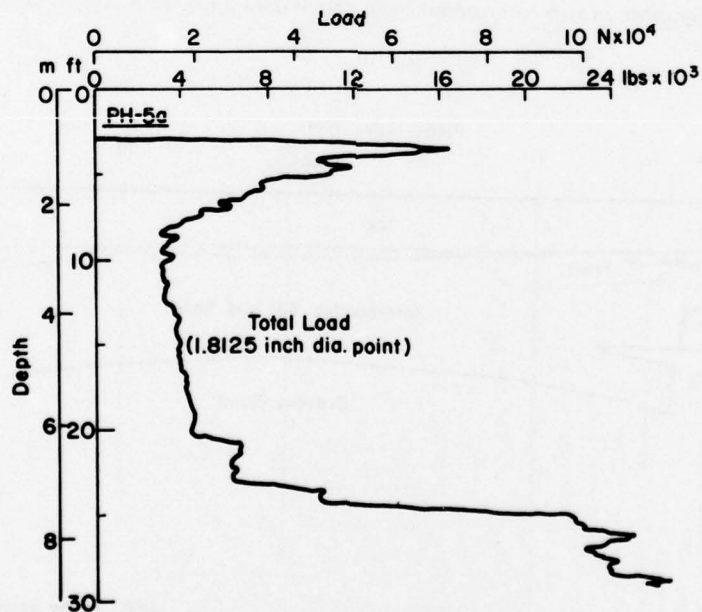 Load
0 2 4 6 8 10 N×10⁴
m ft 0 4 8 12 16 20 24 lbs × 10³
0 0
PH-5a
2
10
4
Total Load
(1.8125 inch dia. point)
Depth
6 20
8
30